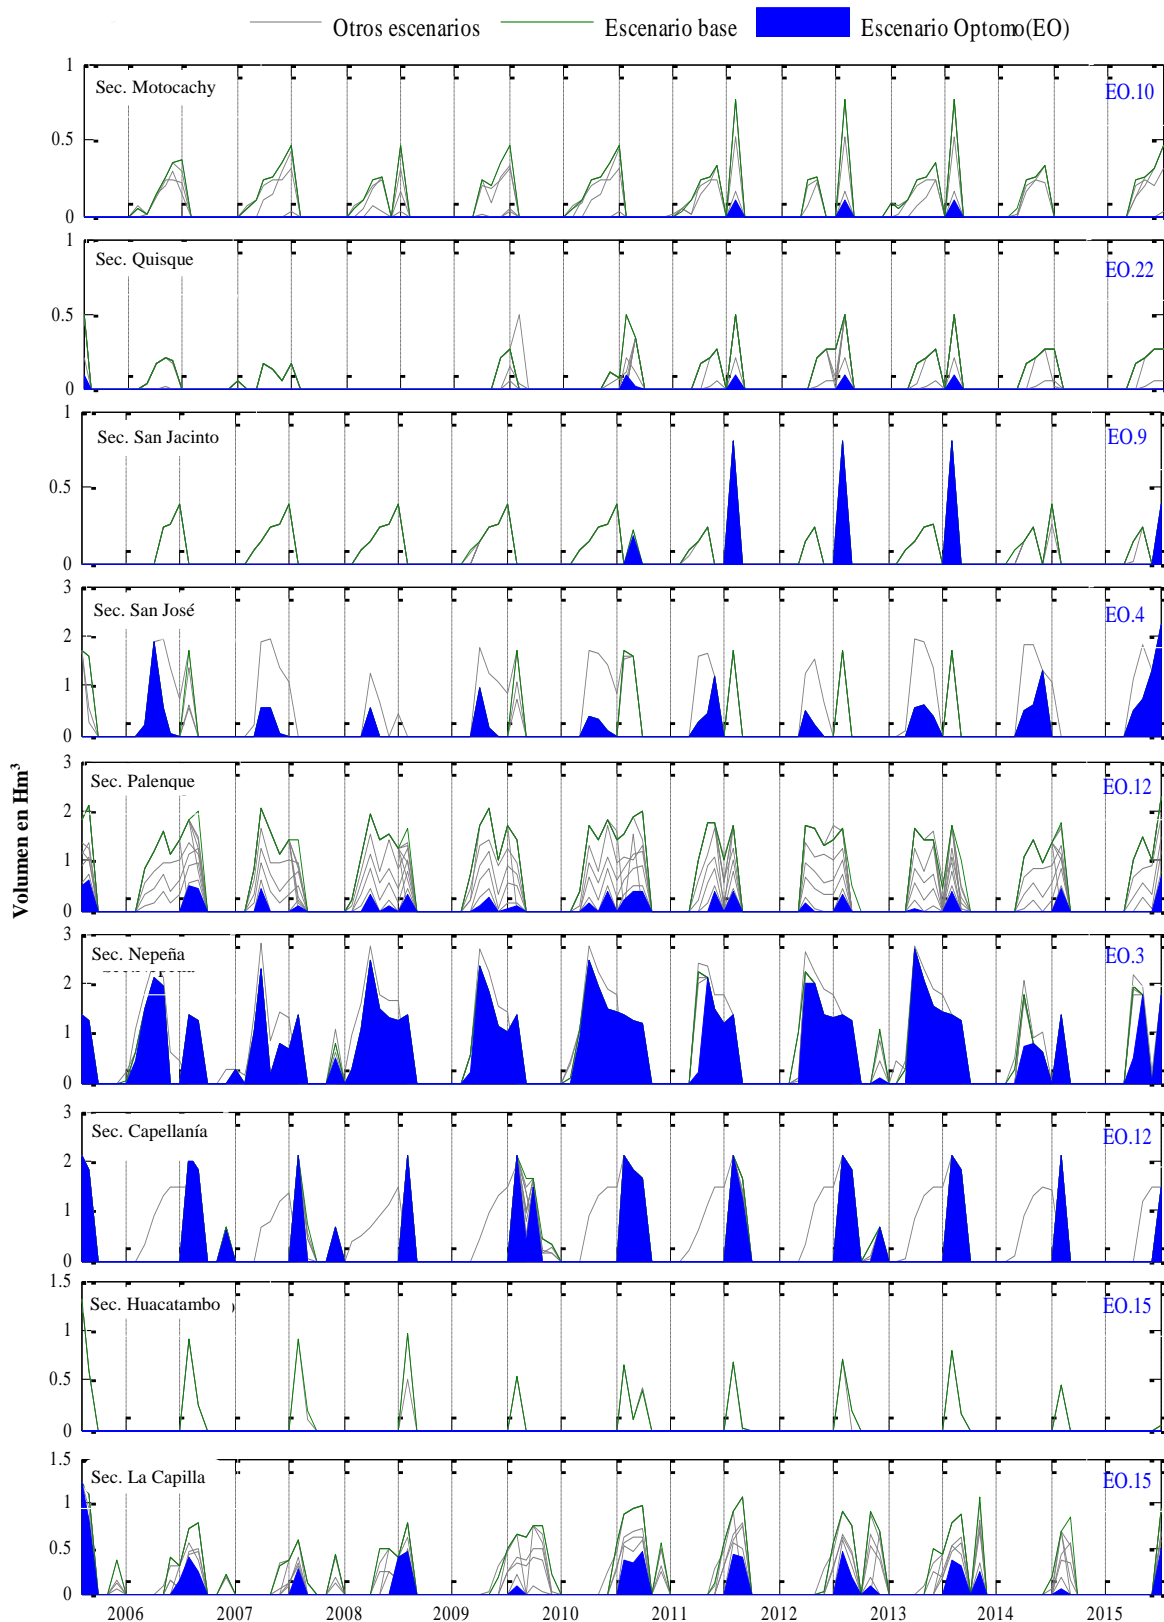 Otros escenarios Escenario base Escenario Optomo(EO)
1
Sec. Motocachy EO.10
0.5
0
1
Sec. Quisque EO.22
0.5
0
1
Sec. San Jacinto EO.9
0.5
0
3
Sec. San José EO.4
2
1
0
Volumen en Hm³
3
Sec. Palenque EO.12
2
1
0
3
Sec. Nepeña EO.3
2
1
0
3
Sec. Capellanía EO.12
2
1
0
1.5
Sec. Huacatambo EO.15
1
0.5
0
1.5
Sec. La Capilla EO.15
1
0.5
0
2006 2007 2008 2009 2010 2011 2012 2013 2014 2015